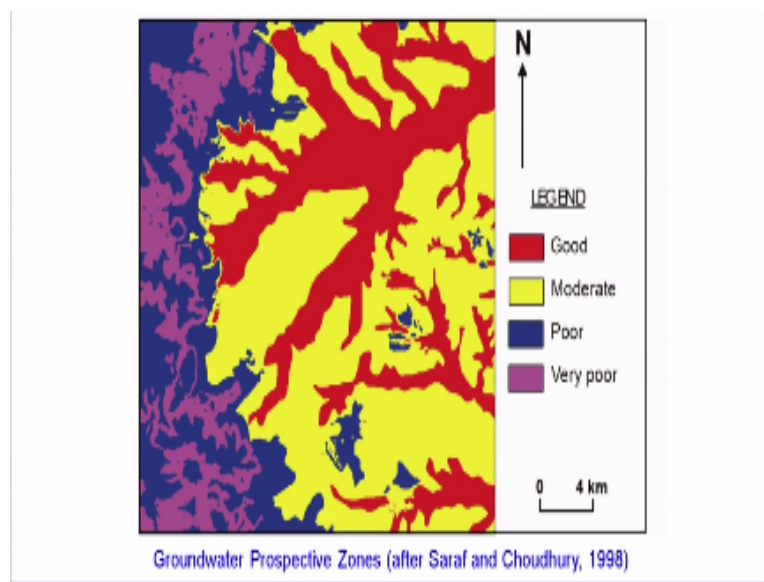 N
LEGEND
Good
Moderate
Poor
Very poor
0 4 km
Groundwater Prospective Zones (after Saraf and Choudhury, 1998)